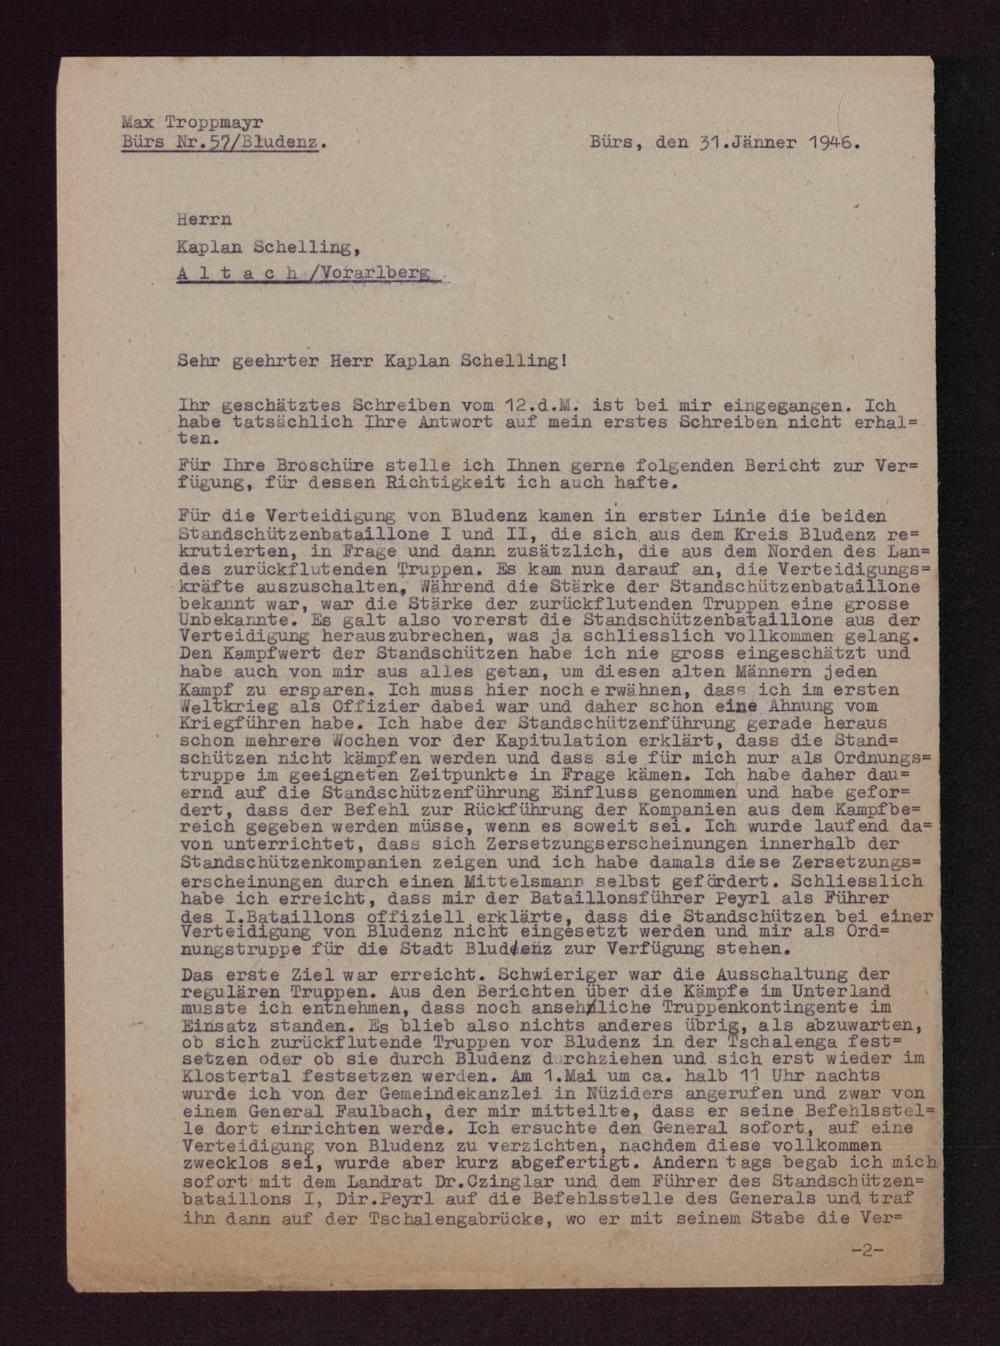 Max Troppmayr
Bürs Nr.57/Bludenz.
Bürs, den 31.Jänner 1946.
Herrn
Kaplan Schelling,
A l t a c h /Vorarlberg
Sehr geehrter Herr Kaplan Schelling!
Ihr geschätztes Schreiben vom 12.d.M. ist bei mir eingegangen. Ich
habe tatsächlich Ihre Antwort auf mein erstes Schreiben nicht erhal=
ten.
Für Ihre Broschüre stelle ich Ihnen gerne folgenden Bericht zur Ver=
fügung, für dessen Richtigkeit ich auch hafte.
Für die Verteidigung von Bludenz kamen in erster Linie die beiden
Standschützenbataillone I und II, die sich aus dem Kreis Bludenz re=
krutierten, in Frage und dann zusätzlich, die aus dem Norden des Lan=
des zurückflutenden Truppen. Es kam nun darauf an, die Verteidigungs=
kräfte auszuschalten, Während die Stärke der Standschützenbataillone
bekannt war, war die Stärke der zurückflutenden Truppen eine grosse
Unbekannte. Es galt also vorerst die Standschützenbataillone aus der
Verteidigung herauszubrechen, was ja schliesslich vollkommen gelang.
Den Kampfwert der Standschützen habe ich nie gross eingeschätzt und
habe auch von mir aus alles getan, um diesen alten Männern jeden
Kampf zu ersparen. Ich muss hier noch erwähnen, dass ich im ersten
Weltkrieg als Offizier dabei war und daher schon eine Ahnung vom
Kriegführen habe. Ich habe der Standschützenführung gerade heraus
schon mehrere Wochen vor der Kapitulation erklärt, dass die Stand=
schützen nicht kämpfen werden und dass sie für mich nur als Ordnungs=
truppe im geeigneten Zeitpunkte in Frage kämen. Ich habe daher dau=
ernd auf die Standschützenführung Einfluss genommen und habe gefor=
dert, dass der Befehl zur Rückführung der Kompanien aus dem Kampfbe=
reich gegeben werden müsse, wenn es soweit sei. Ich wurde laufend da=
von unterrichtet, dass sich Zersetzungserscheinungen innerhalb der
Standschützenkompanien zeigen und ich habe damals diese Zersetzungs=
erscheinungen durch einen Mittelsmann selbst gefördert. Schliesslich
habe ich erreicht, dass mir der Bataillonsführer Peyrl als Führer
des I.Bataillons offiziell erklärte, dass die Standschützen bei einer
Verteidigung von Bludenz nicht eingesetzt werden und mir als Ord=
nungstruppe für die Stadt Bludenz zur Verfügung stehen.
Das erste Ziel war erreicht. Schwieriger war die Ausschaltung der
regulären Truppen. Aus den Berichten über die Kämpfe im Unterland
musste ich entnehmen, dass noch ansehnliche Truppenkontingente im
Einsatz standen. Es blieb also nichts anderes übrig, als abzuwarten,
ob sich zurückflutende Truppen vor Bludenz in der Tschalenga fest=
setzen oder ob sie durch Bludenz durchziehen und sich erst wieder im
Klostertal festsetzen werden. Am 1.Mai um ca. halb 11 Uhr nachts
wurde ich von der Gemeindekanzlei in Nüziders angerufen und zwar von
einem General Faulbach, der mir mitteilte, dass er seine Befehlsstel=
le dort einrichten werde. Ich ersuchte den General sofort, auf eine
Verteidigung von Bludenz zu verzichten, nachdem diese vollkommen
zwecklos sei, wurde aber kurz abgefertigt. Andern tags begab ich mich
sofort mit dem Landrat Dr.Czinglar und dem Führer des Standschützen=
bataillons I, Dir.Peyrl auf die Befehlsstelle des Generals und traf
ihn dann auf der Tschalengabrücke, wo er mit seinem Stabe die Ver=
-2-